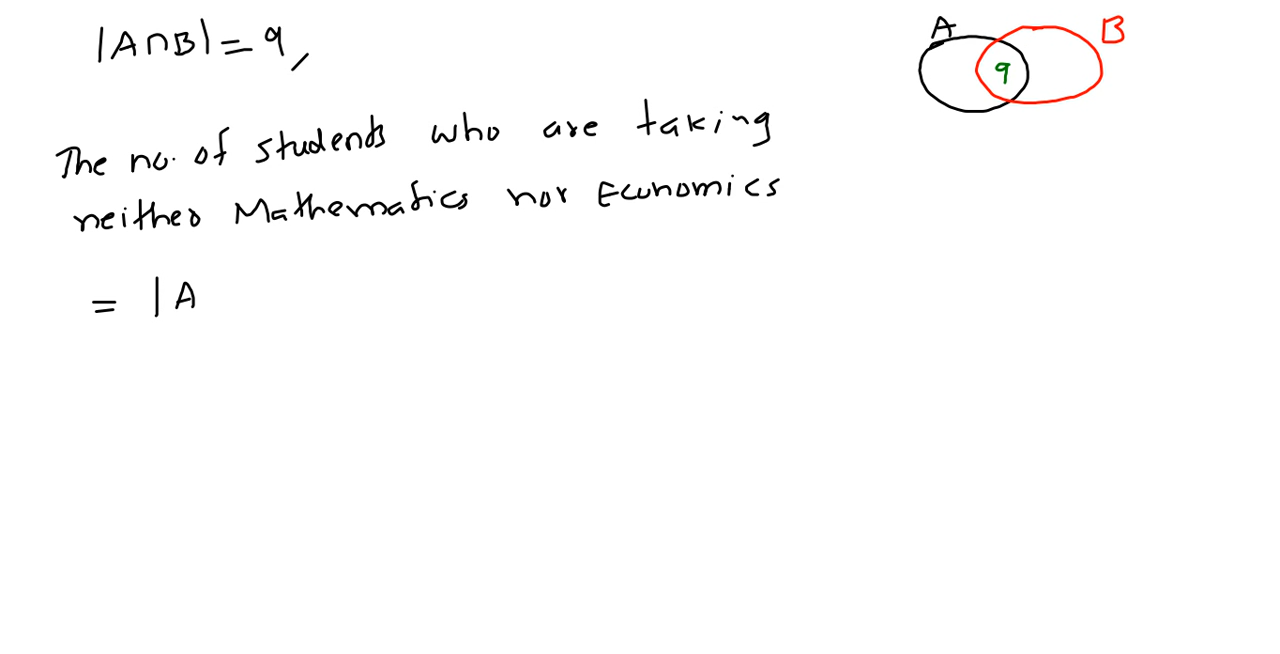 |A∩B| = 9,
A
B
9
The no. of students who are taking
neither Mathematics nor Economics
= |A